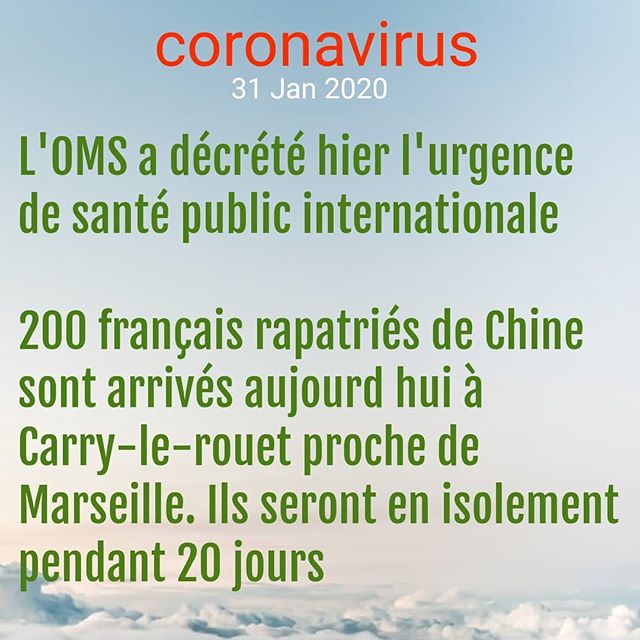 coronavirus
31 Jan 2020
L'OMS a décrété hier l'urgence
de santé public internationale
200 français rapatriés de Chine
sont arrivés aujourd hui à
Carry-le-rouet proche de
Marseille. Ils seront en isolement
pendant 20 jours